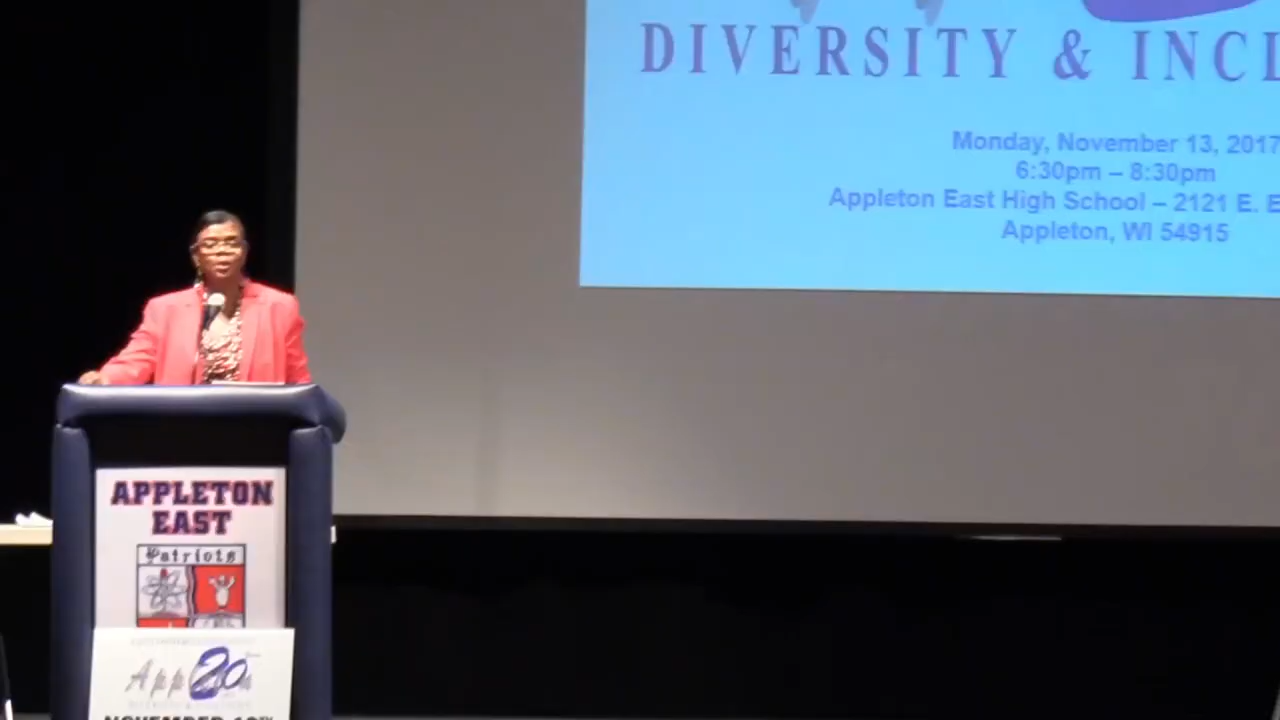 DIVERSITY & INCL
Monday, November 13, 2017
6:30pm – 8:30pm
Appleton East High School – 2121 E. E
Appleton, WI 54915
APPLETON
EAST
Patriots
20